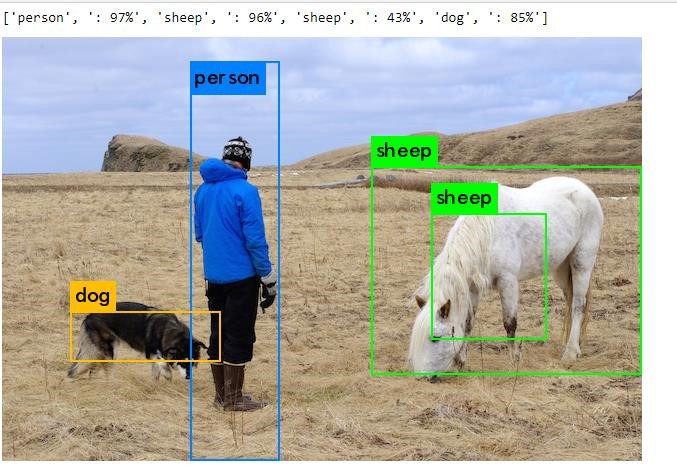 ['person', ': 97%', 'sheep', ': 96%', 'sheep', ': 43%', 'dog', ': 85%']
person
sheep
sheep
dog